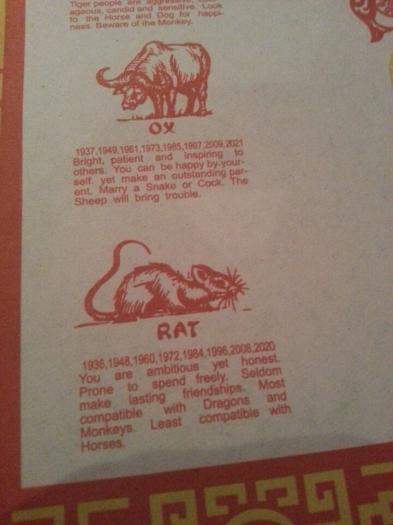 Tiger people are aggressive,
ageous, candid and sensitive. Look
to the Horse and Dog for happi-
ness. Beware of the Monkey.
OX
1937,1949,1961,1973,1985,1997,2009,2021
Bright, patient and inspiring to
others. You can be happy by your-
self, yet make an outstanding par-
ent. Marry a Snake or Cock. The
Sheep will bring trouble.
RAT
1936,1948,1960,1972,1984,1996,2008,2020
You are ambitious yet honest.
Prone to spend freely. Seldom
make lasting friendships. Most
compatible with Dragons and
Monkeys. Least compatible with
Horses.